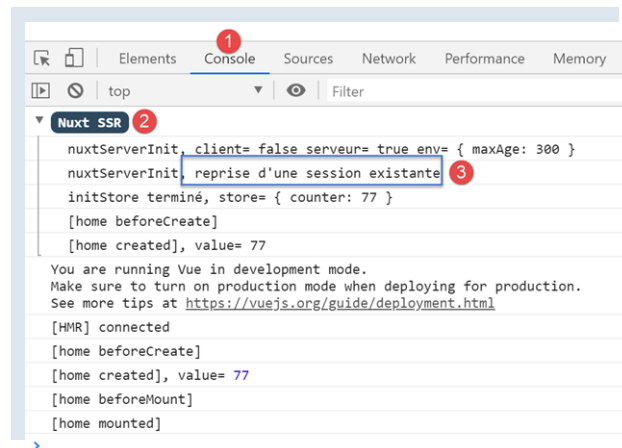 1
Elements Console Sources Network Performance Memory
top Filter
Nuxt SSR 2
nuxtServerInit, client= false serveur= true env= { maxAge: 300 }
nuxtServerInit, reprise d'une session existante 3
initStore terminé, store= { counter: 77 }
[home beforeCreate]
[home created], value= 77
You are running Vue in development mode.
Make sure to turn on production mode when deploying for production.
See more tips at https://vuejs.org/guide/deployment.html
[HMR] connected
[home beforeCreate]
[home created], value= 77
[home beforeMount]
[home mounted]